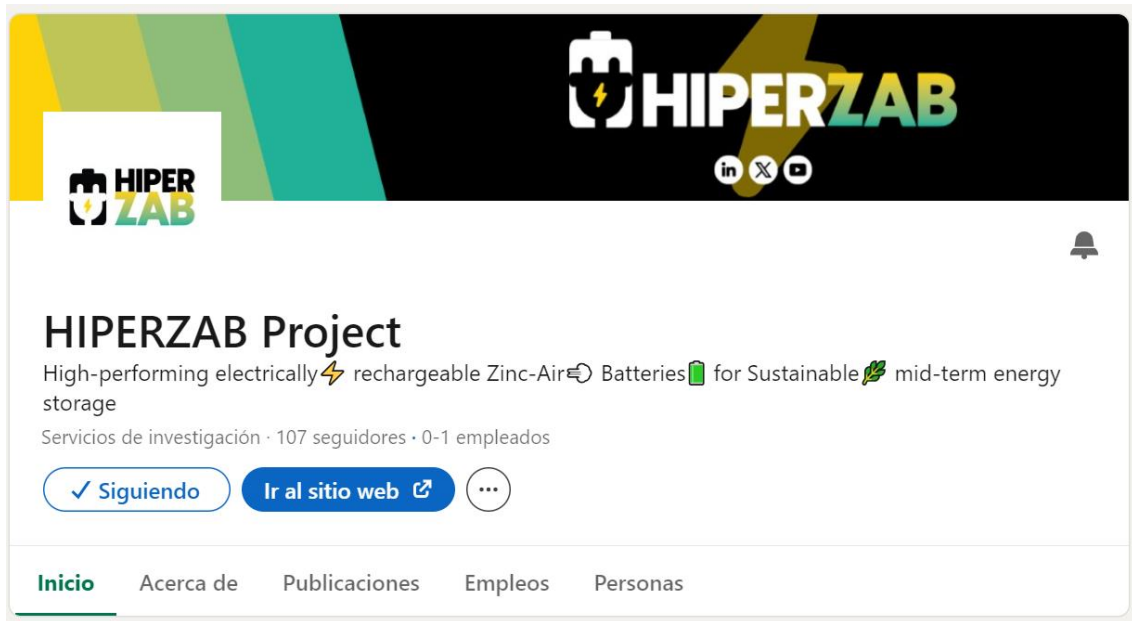 HIPERZAB
in X
HIPER
ZAB
HIPERZAB Project
High-performing electrically⚡ rechargeable Zinc-Air💨 Batteries🔋 for Sustainable🌿 mid-term energy
storage
Servicios de investigación · 107 seguidores • 0-1 empleados
✓ Siguiendo Ir al sitio web ···
Inicio Acerca de Publicaciones Empleos Personas